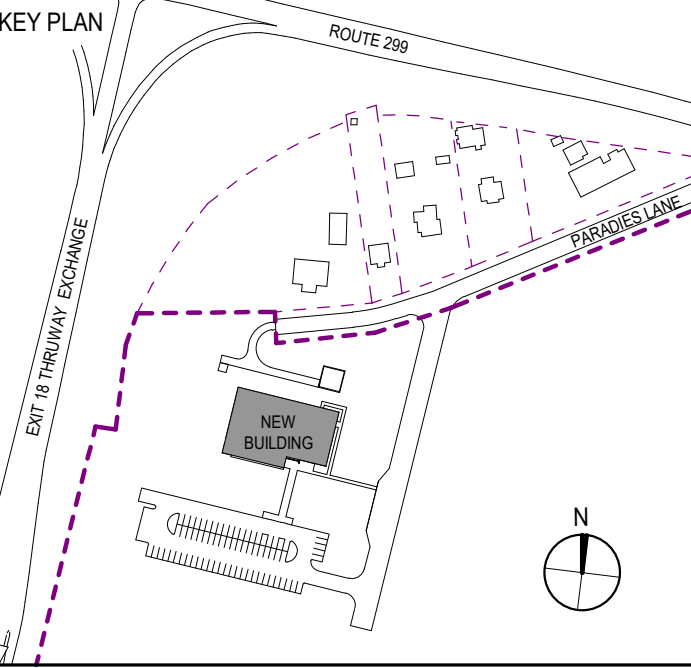 KEY PLAN
ROUTE 299
PARADIES LANE
EXIT 18 THRUWAY EXCHANGE
NEW
BUILDING
N